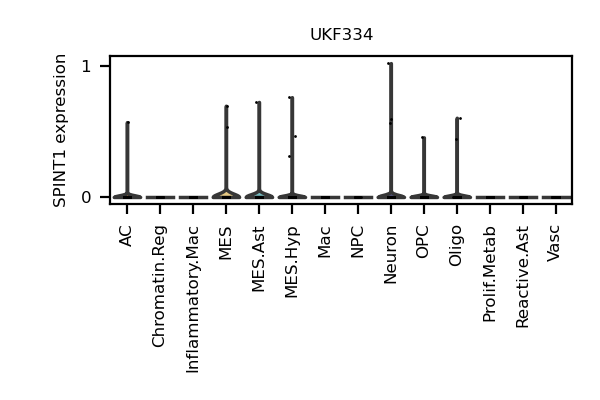 UKF334
SPINT1 expression
1
0
AC
Chromatin.Reg
Inflammatory.Mac
MES
MES.Ast
MES.Hyp
Mac
NPC
Neuron
OPC
Oligo
Prolif.Metab
Reactive.Ast
Vasc